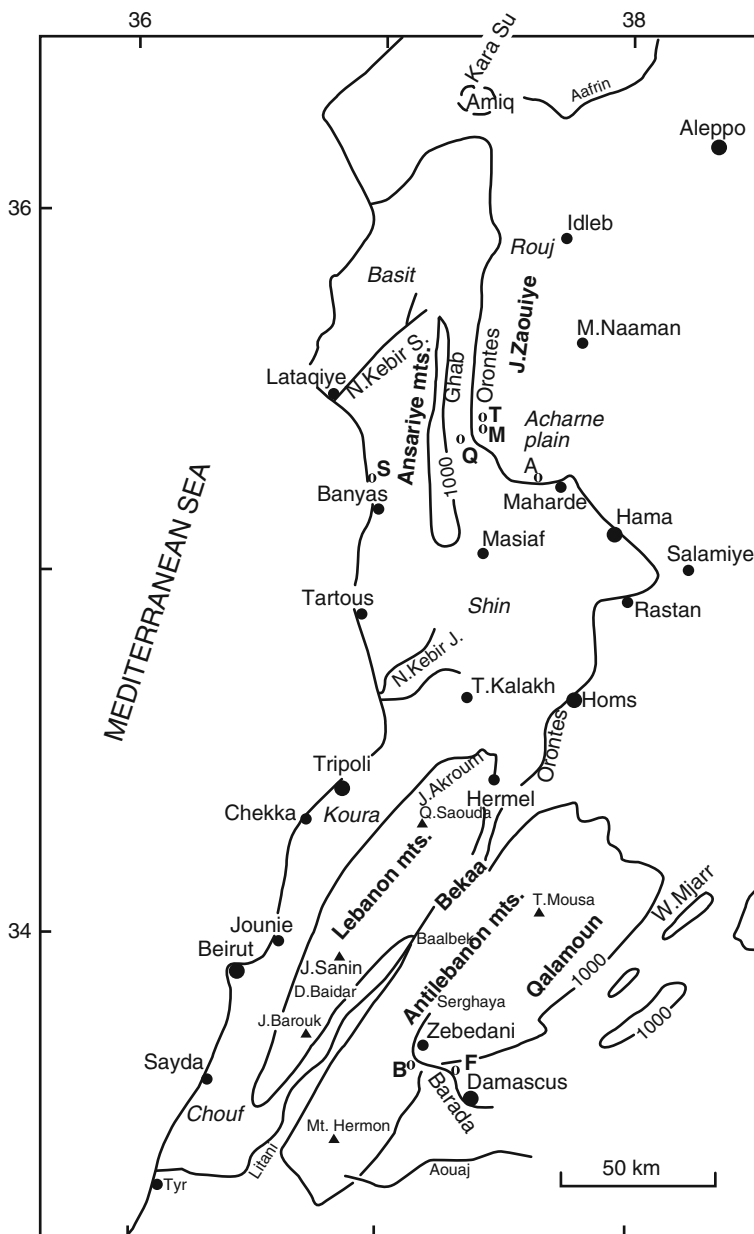 36
38
Kara Su
Amiq
Aafrin
Aleppo
36
Idleb
Rouj
Basit
J.Zaouiye
M.Naaman
N.Kebir S.
Ansariye mts.
Ghab
Orontes
Lataqiye
T
M
Acharne
plain
Q
1000
S
A
Banyas
Maharde
Hama
Masiaf
Salamiye
MEDITERRANEAN SEA
Tartous
Shin
Rastan
N.Kebir J.
T.Kalakh
Homs
Orontes
Tripoli
J.Akroum
Hermel
Chekka
Koura
Q.Saouda
Lebanon mts.
Bekaa
T.Mousa
W.Mjarr
34
Jounie
Baalbek
Antilebanon mts.
Qalamoun
Beirut
J.Sanin
D.Baidar
1000
1000
Serghaya
J.Barouk
Zebedani
Sayda
B
F
Barada
Damascus
Chouf
Mt. Hermon
Litani
Aouaj
50 km
Tyr